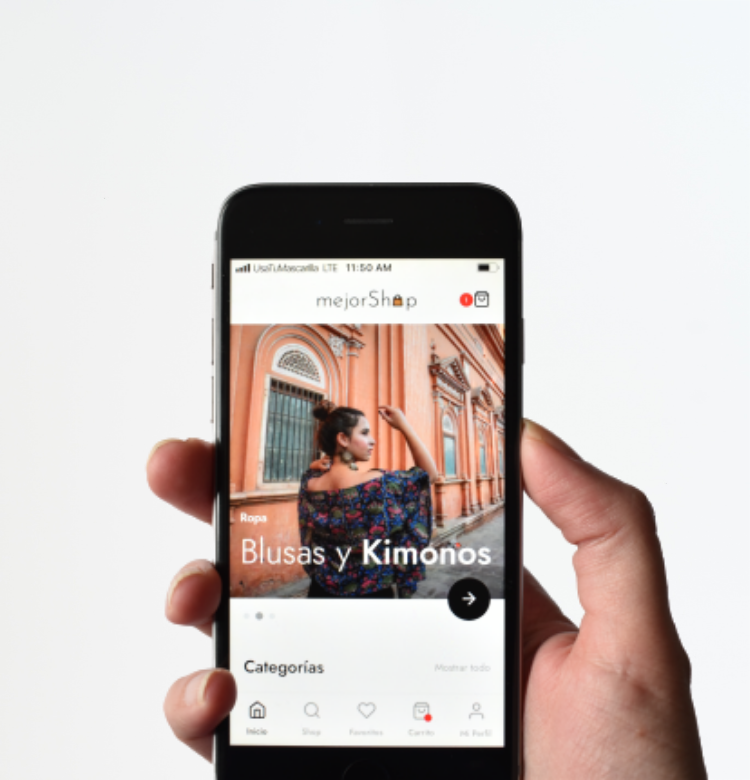 UsaTuMascarilla LTE 11:50 AM
mejorShop
1
Ropa
Blusas y Kimonos
Categorías Mostrar todo
Inicio Shop Favoritos Carrito Mi Perfil